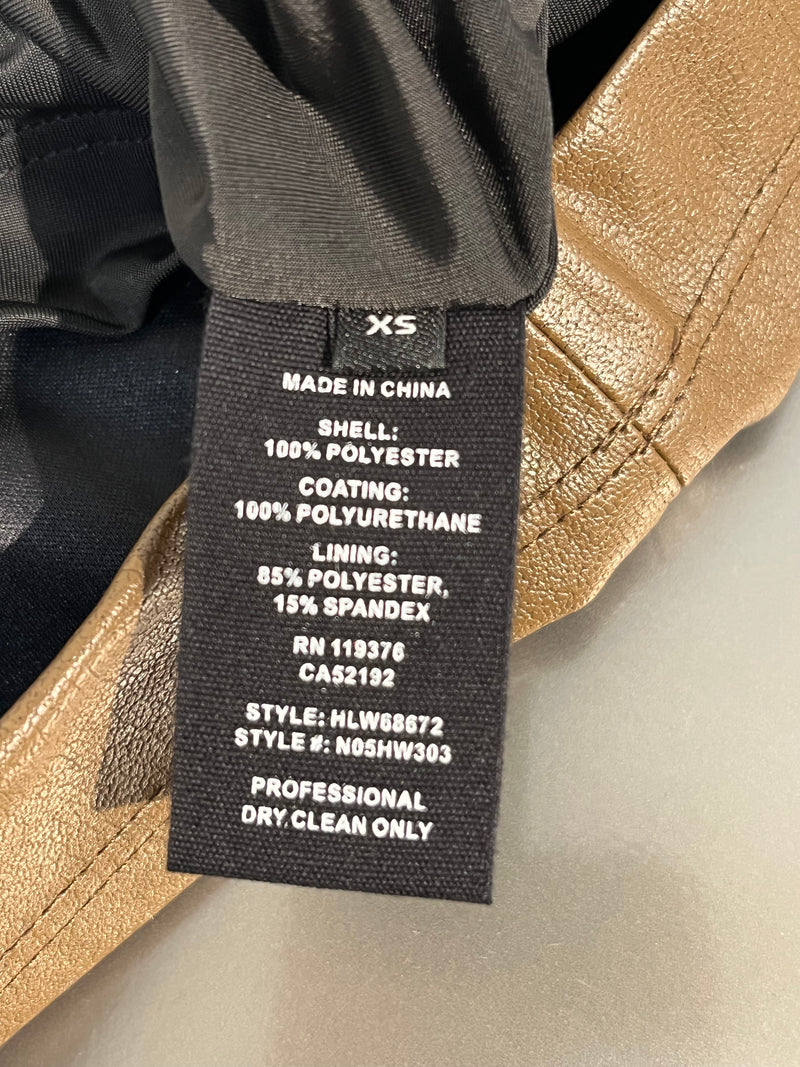 XS
MADE IN CHINA
SHELL:
100% POLYESTER
COATING:
100% POLYURETHANE
LINING:
85% POLYESTER,
15% SPANDEX
RN 119376
CA52192
STYLE: HLW68672
STYLE #: N05HW303
PROFESSIONAL
DRY CLEAN ONLY